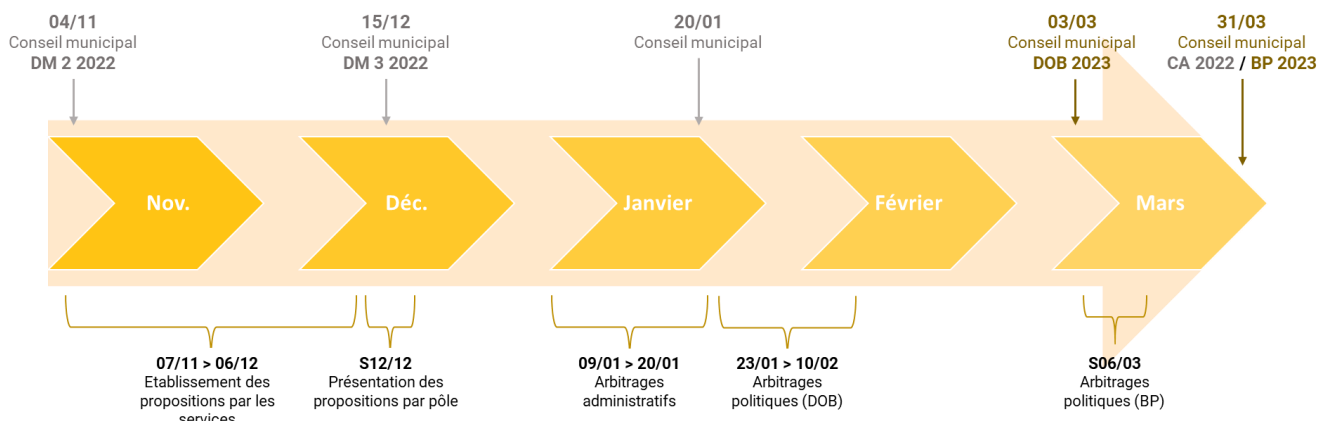 04/11
Conseil municipal
DM 2 2022
15/12
Conseil municipal
DM 3 2022
20/01
Conseil municipal
03/03
Conseil municipal
DOB 2023
31/03
Conseil municipal
CA 2022 / BP 2023
Nov.
Déc.
Janvier
Février
Mars
07/11 > 06/12
Etablissement des
propositions par les
services
S12/12
Présentation des
propositions par pôle
09/01 > 20/01
Arbitrages
administratifs
23/01 > 10/02
Arbitrages
politiques (DOB)
S06/03
Arbitrages
politiques (BP)